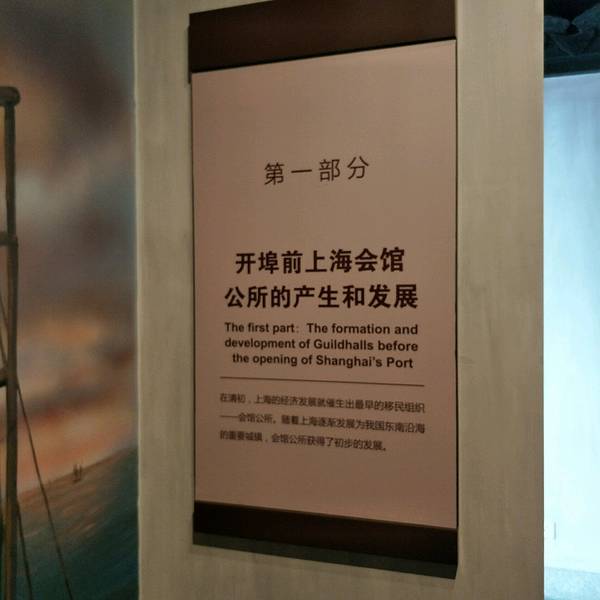 第一部分
开埠前上海会馆
公所的产生和发展
The first part: The formation and
development of Guildhalls before
the opening of Shanghai's Port
在清初，上海的经济发展就催生出最早的移民组织
——会馆公所。随着上海逐渐发展为我国东南沿海
的重要城镇，会馆公所获得了初步的发展。